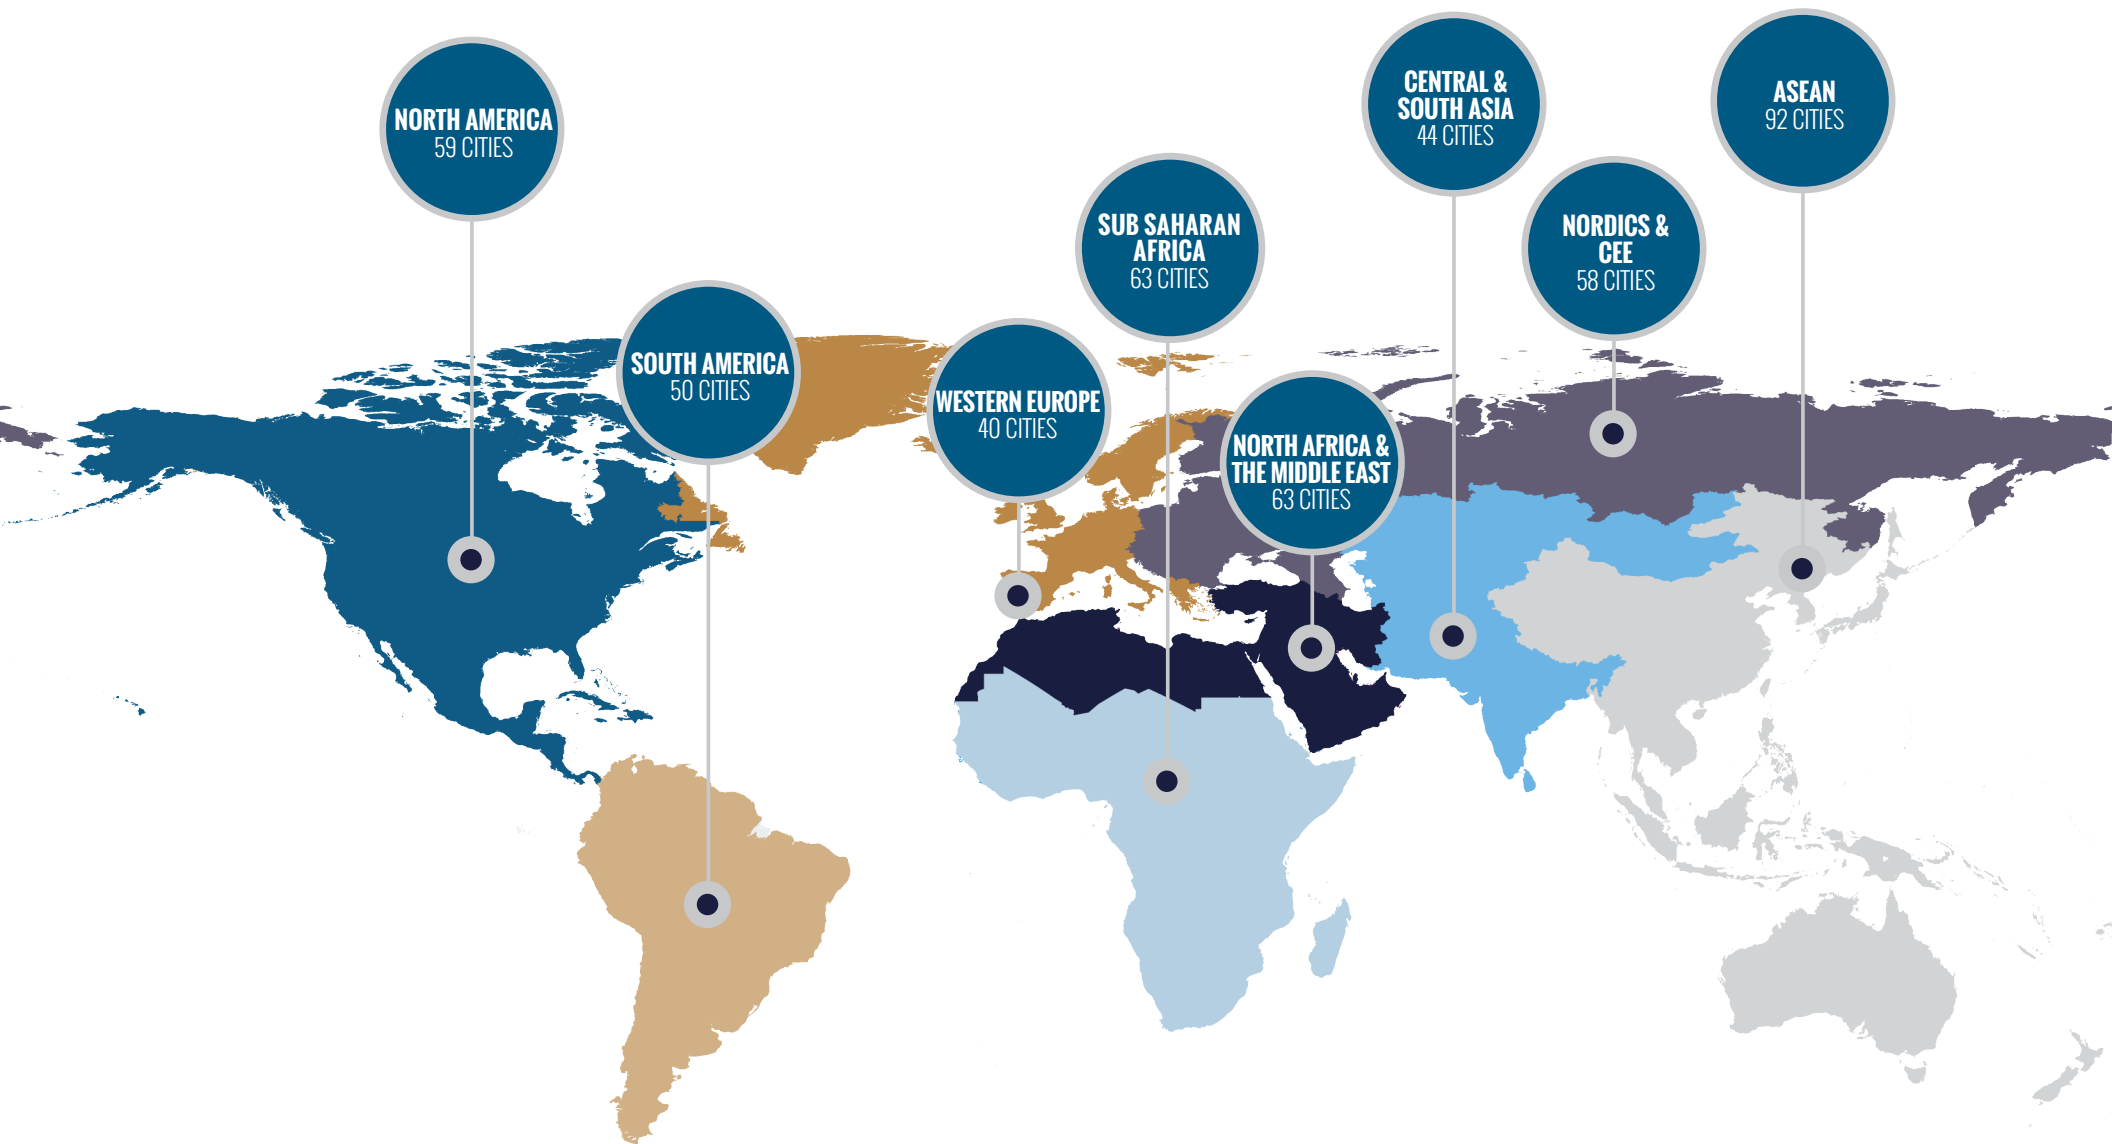 NORTH AMERICA
59 CITIES
SOUTH AMERICA
50 CITIES
WESTERN EUROPE
40 CITIES
SUB SAHARAN
AFRICA
63 CITIES
NORTH AFRICA &
THE MIDDLE EAST
63 CITIES
CENTRAL &
SOUTH ASIA
44 CITIES
NORDICS &
CEE
58 CITIES
ASEAN
92 CITIES